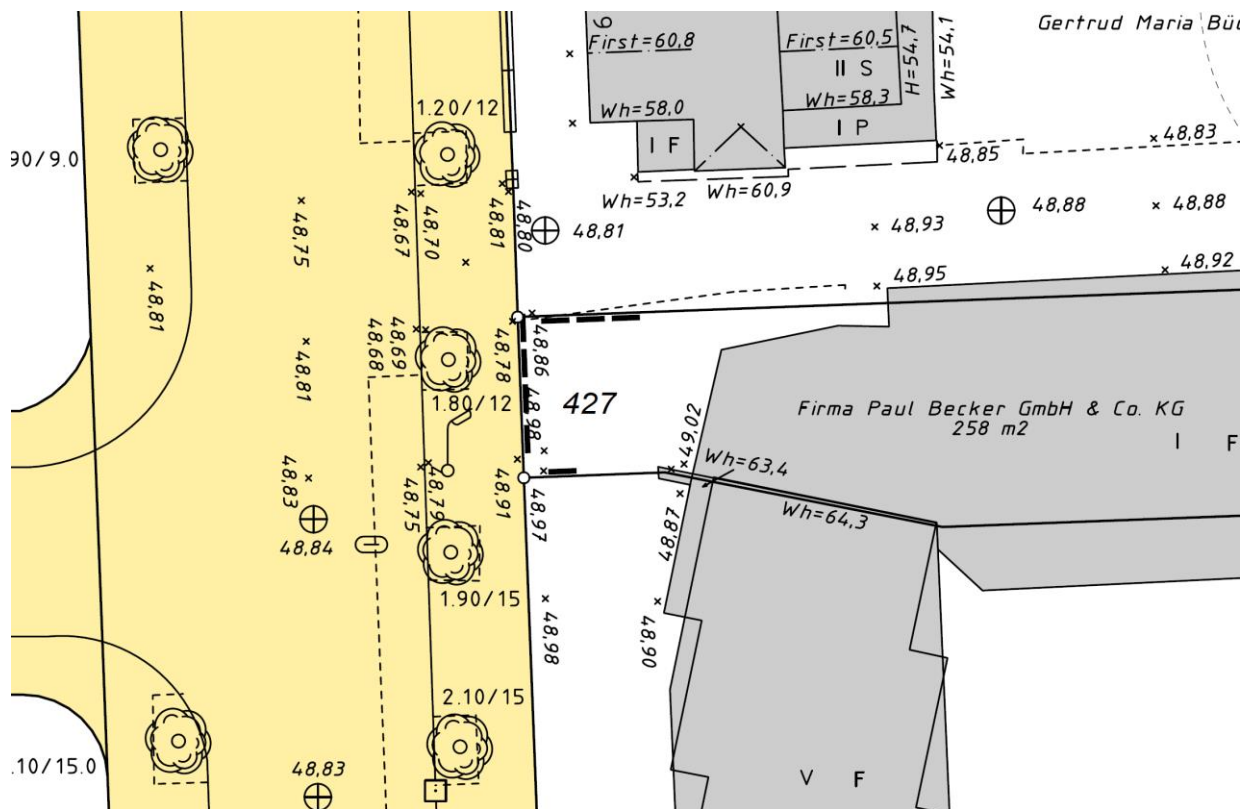 9
Gertrud Maria Bü
First=60,8
First=60,5
H=54,7
Wh=54,1
II S
Wh=58,0
Wh=58,3
1.20/12
I F
I P
48,83
90/9.0
48,85
Wh=53,2
Wh=60,9
48,75
48,67
48,70
48,81
48,80
48,81
48,93
48,88
48,88
48,81
48,95
48,92
48,81
48,68
48,69
48,78
48,86
1.80/12
48,98
427
Firma Paul Becker GmbH & Co. KG
258 m2
I F
49,02
Wh=63,4
48,83
48,75
48,79
48,91
48,97
48,87
Wh=64,3
48,84
1.90/15
48,98
48,90
2.10/15
.10/15.0
48,83
V F